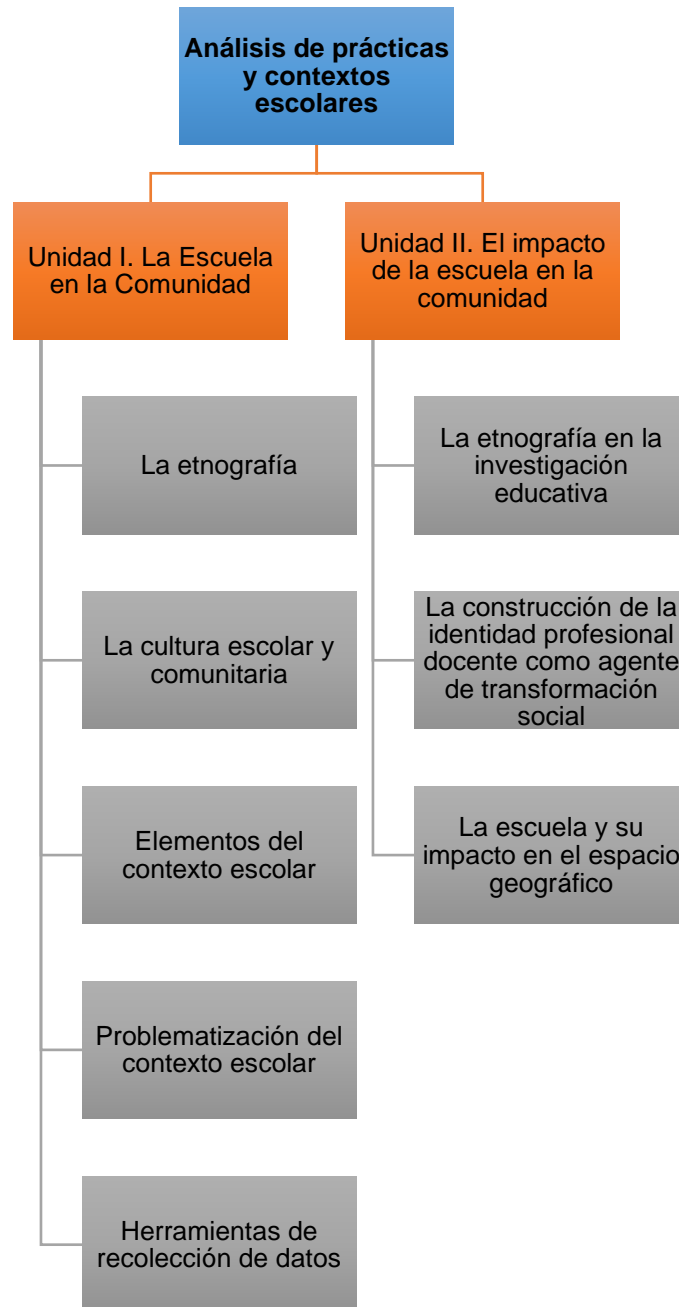 Análisis de prácticas
y contextos
escolares
Unidad I. La Escuela
en la Comunidad
La etnografía
La cultura escolar y
comunitaria
Elementos del
contexto escolar
Problematización del
contexto escolar
Herramientas de
recolección de datos
Unidad II. El impacto
de la escuela en la
comunidad
La etnografía en la
investigación
educativa
La construcción de la
identidad profesional
docente como agente
de transformación
social
La escuela y su
impacto en el espacio
geográfico